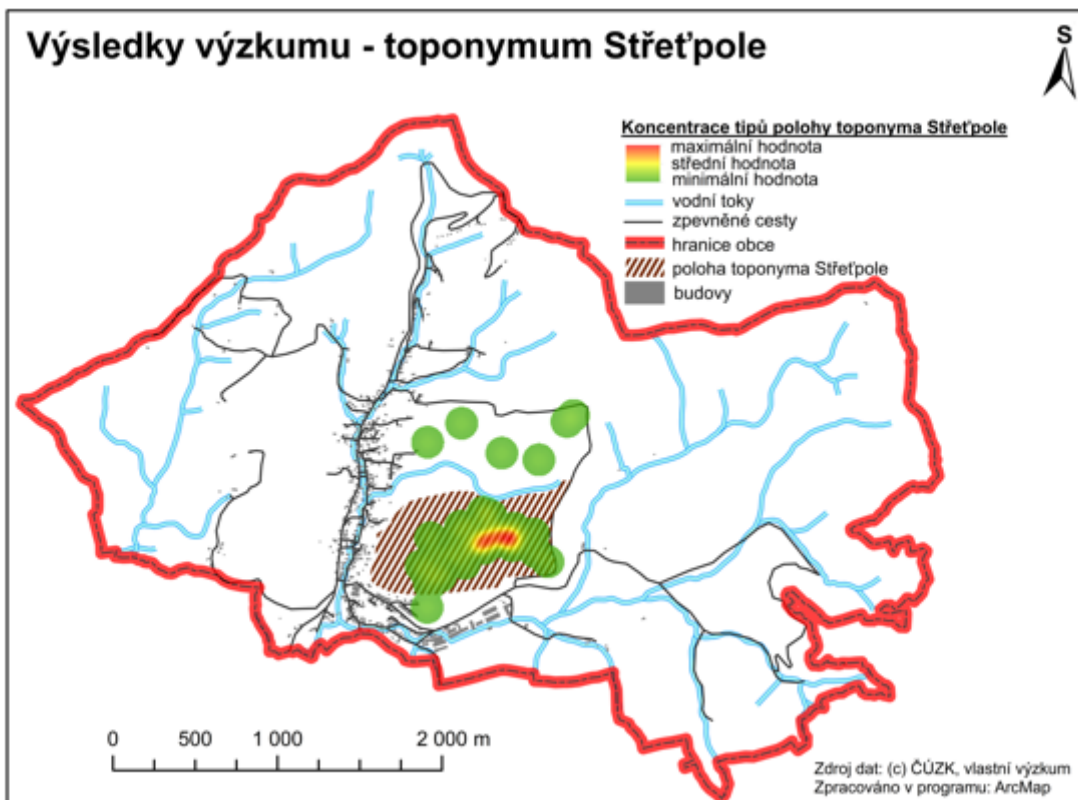 Výsledky výzkumu - toponymum Střeťpole
S
Koncentrace tipů polohy toponyma Střeťpole
maximální hodnota
střední hodnota
minimální hodnota
vodní toky
zpevněné cesty
hranice obce
poloha toponyma Střeťpole
budovy
0 500 1 000 2 000 m
Zdroj dat: (c) ČÚZK, vlastní výzkum
Zpracováno v programu: ArcMap